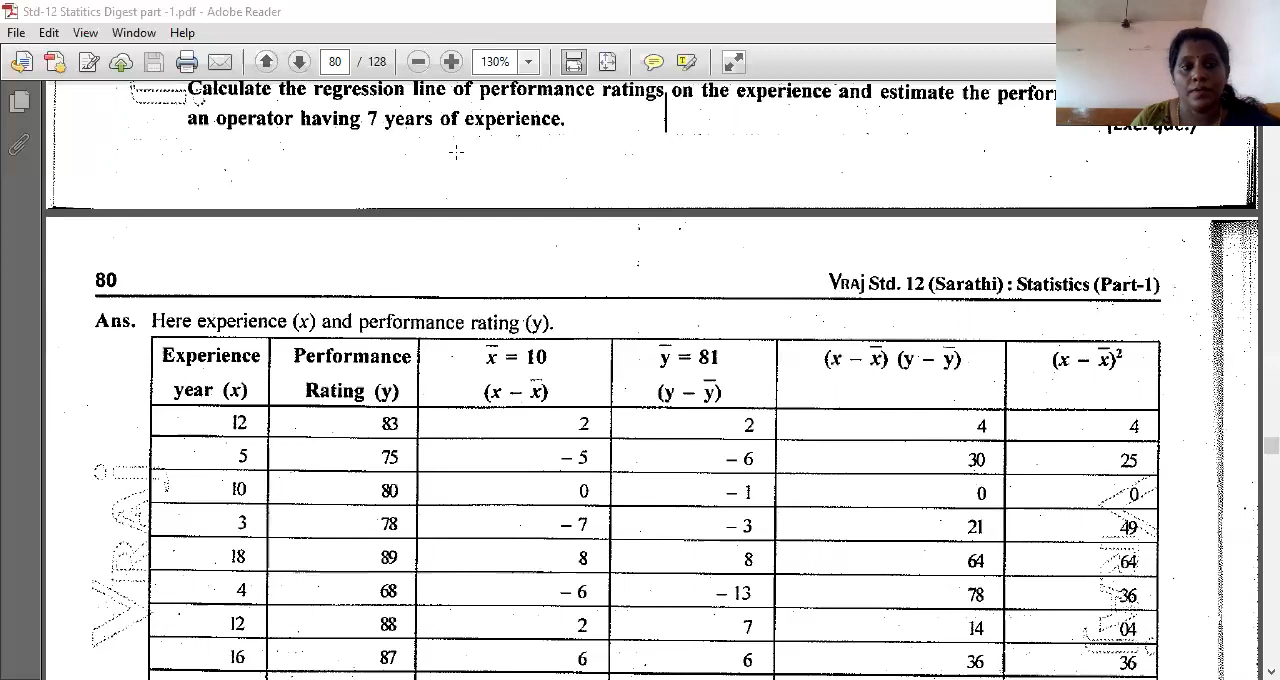 Std-12 Statitics Digest part -1.pdf - Adobe Reader
File Edit View Window Help
80 / 128 130%
Calculate the regression line of performance ratings on the experience and estimate the
an operator having 7 years of experience.
80 VRAJ Std. 12 (Sarathi) : Statistics (Part-1)
Ans. Here experience (x) and performance rating (y).
Experience year (x) Performance Rating (y) x̅ = 10 (x – x̅) y̅ = 81 (y – y̅) (x – x̅) (y – y̅) (x – x̅)²
12 83 2 2 4 4
5 75 – 5 – 6 30 25
10 80 0 – 1 0 0
3 78 – 7 – 3 21 49
18 89 8 8 64 64
4 68 – 6 – 13 78 36
12 88 2 7 14 04
16 87 6 6 36 36